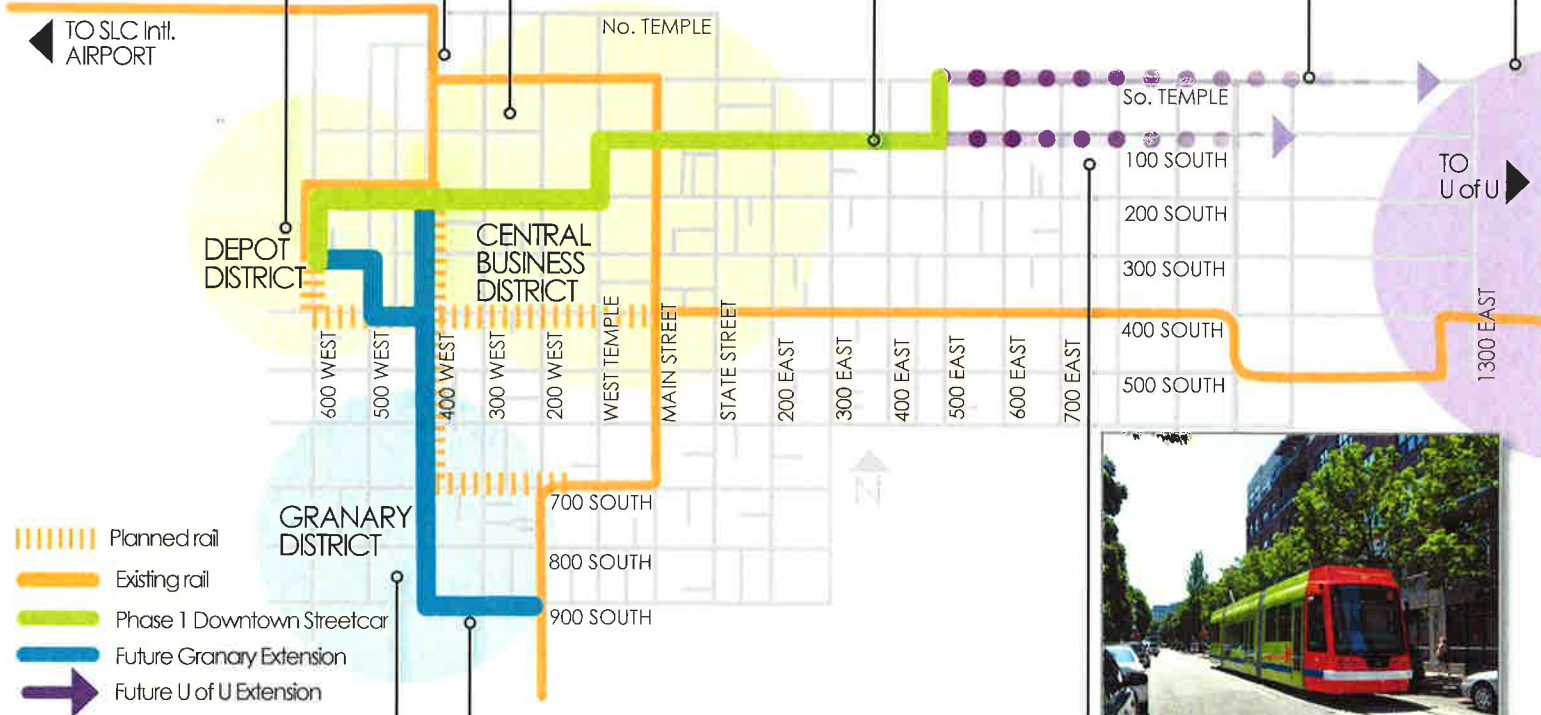 TO SLC Intl.
AIRPORT
No. TEMPLE
So. TEMPLE
100 SOUTH
TO
U of U
200 SOUTH
DEPOT
DISTRICT
CENTRAL
BUSINESS
DISTRICT
300 SOUTH
400 SOUTH
600 WEST
500 WEST
400 WEST
300 WEST
200 WEST
WEST TEMPLE
MAIN STREET
STATE STREET
200 EAST
300 EAST
400 EAST
500 EAST
600 EAST
700 EAST
1300 EAST
500 SOUTH
N
700 SOUTH
GRANARY
DISTRICT
800 SOUTH
900 SOUTH
Planned rail
Existing rail
Phase 1 Downtown Streetcar
Future Granary Extension
Future U of U Extension